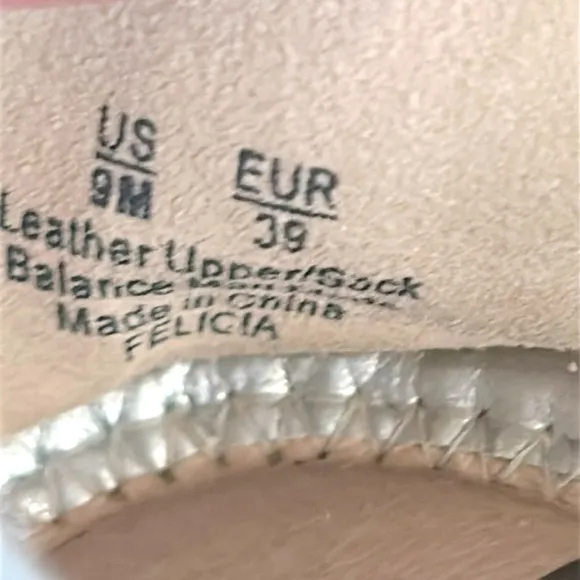 US
9M
EUR
39
Leather Upper/Sock
Balance
Made in China
FELICIA